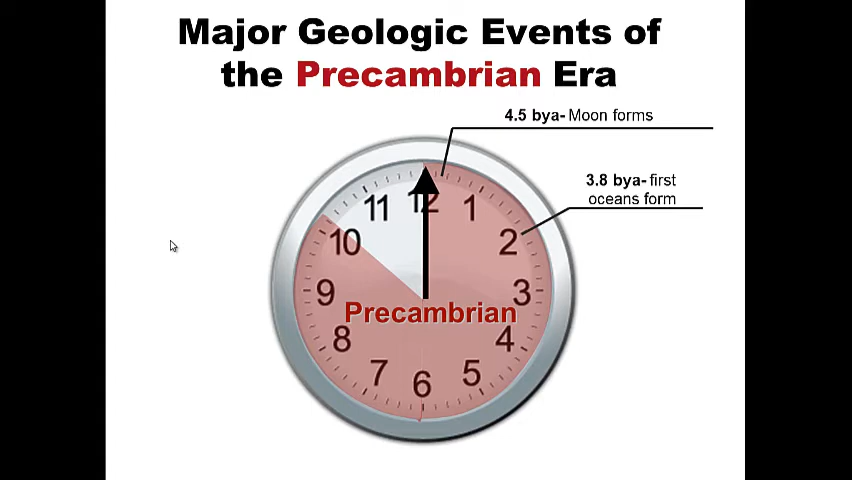 Major Geologic Events of
the Precambrian Era
4.5 bya- Moon forms
3.8 bya- first
oceans form
12
11
1
10
2
9
3
Precambrian
8
4
7
5
6